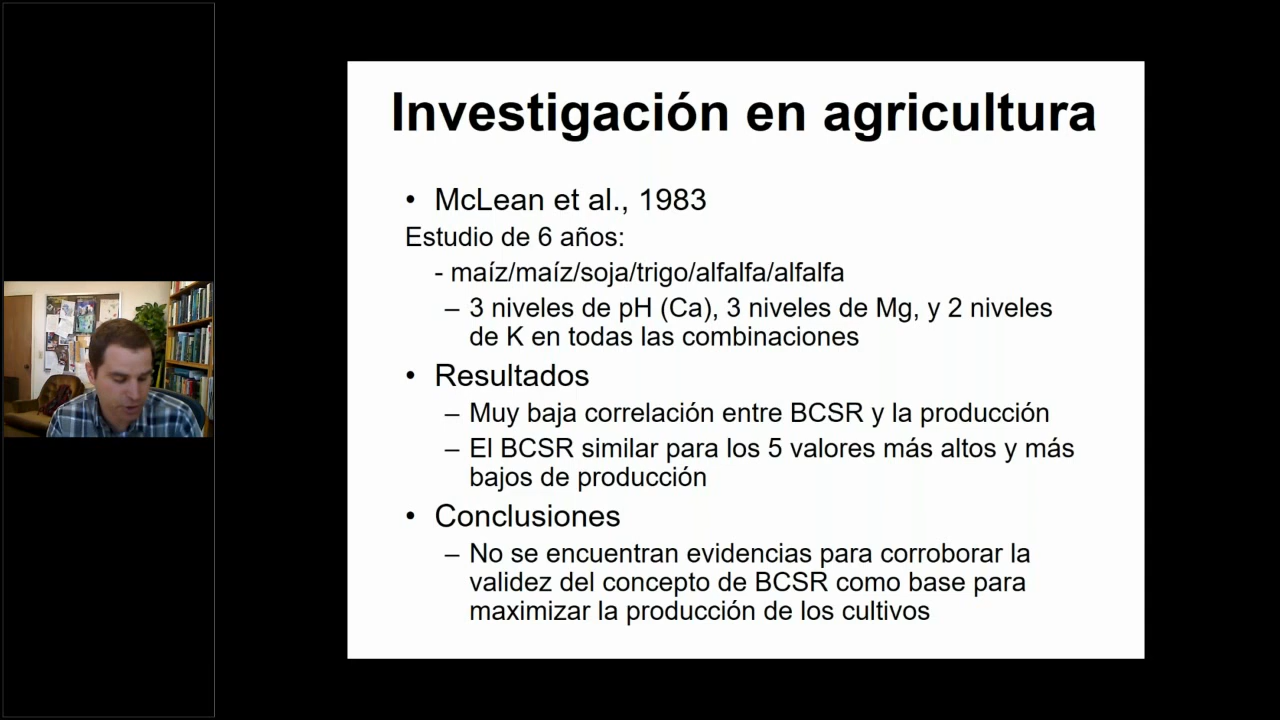 Investigación en agricultura
• McLean et al., 1983
Estudio de 6 años:
- maíz/maíz/soja/trigo/alfalfa/alfalfa
– 3 niveles de pH (Ca), 3 niveles de Mg, y 2 niveles
de K en todas las combinaciones
• Resultados
– Muy baja correlación entre BCSR y la producción
– El BCSR similar para los 5 valores más altos y más
bajos de producción
• Conclusiones
– No se encuentran evidencias para corroborar la
validez del concepto de BCSR como base para
maximizar la producción de los cultivos